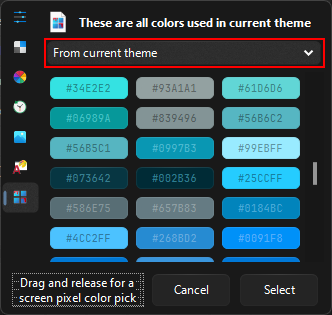 These are all colors used in current theme
From current theme
#34E2E2 #93A1A1 #61D6D6
#06989A #839496 #56B6C2
#56B5C1 #0997B3 #99EBFF
#073642 #002B36 #25CCFF
#586E75 #657B83 #0184BC
#4CC2FF #268BD2 #0091F8
Drag and release for a
screen pixel color pick
Cancel
Select